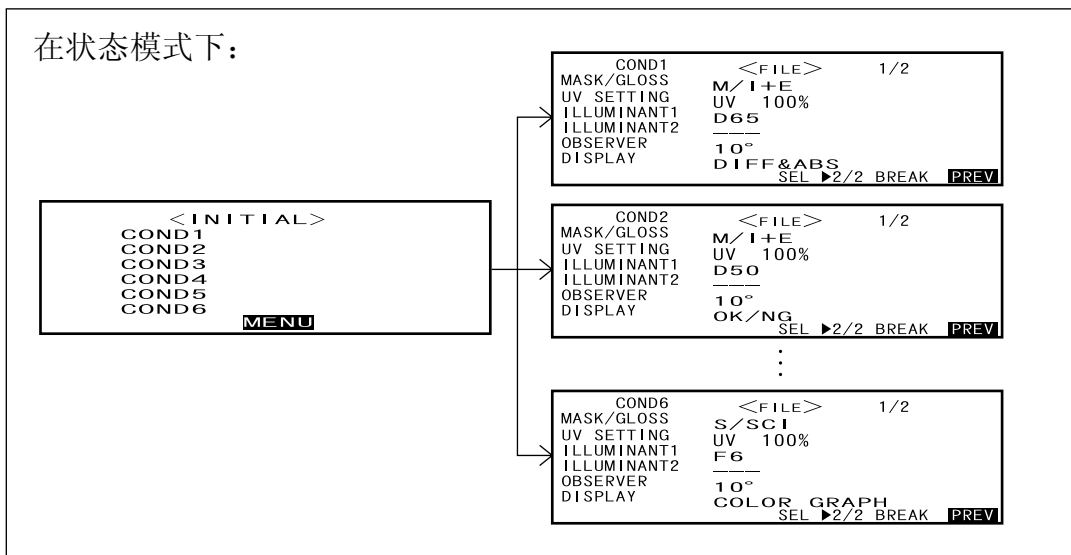 在状态模式下：
<INITIAL>
COND1
COND2
COND3
COND4
COND5
COND6
MENU
COND1 <FILE> 1/2
MASK/GLOSS M/I+E
UV SETTING UV 100%
ILLUMINANT1 D65
ILLUMINANT2 ___
OBSERVER 10°
DISPLAY DIFF&ABS
SEL ▶2/2 BREAK PREV
COND2 <FILE> 1/2
MASK/GLOSS M/I+E
UV SETTING UV 100%
ILLUMINANT1 D50
ILLUMINANT2 ___
OBSERVER 10°
DISPLAY OK/NG
SEL ▶2/2 BREAK PREV
COND6 <FILE> 1/2
MASK/GLOSS S/SCI
UV SETTING UV 100%
ILLUMINANT1 F6
ILLUMINANT2 ___
OBSERVER 10°
DISPLAY COLOR GRAPH
SEL ▶2/2 BREAK PREV